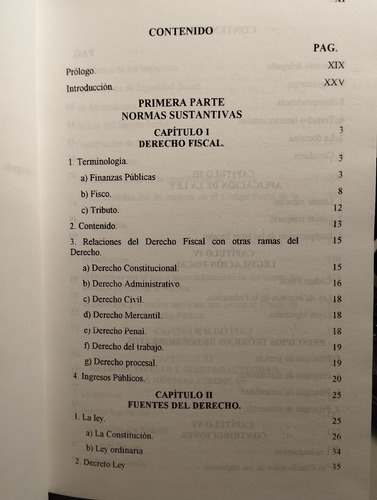 XI
CONTENIDO
PAG.
Prólogo. XIX
Introducción. XXV
PRIMERA PARTE
NORMAS SUSTANTIVAS
CAPÍTULO I 3
DERECHO FISCAL.
1. Terminología. 3
a) Finanzas Públicas 3
b) Fisco. 8
c) Tributo. 12
2. Contenido. 13
3. Relaciones del Derecho Fiscal con otras ramas del 15
Derecho.
a) Derecho Constitucional. 15
b) Derecho Administrativo. 16
c) Derecho Civil. 18
d) Derecho Mercantil. 18
e) Derecho Penal. 18
f) Derecho del trabajo. 19
g) Derecho procesal. 19
4. Ingresos Públicos. 20
CAPÍTULO II 25
FUENTES DEL DERECHO.
1. La ley. 25
a) La Constitución. 26
b) Ley ordinaria 34
2. Decreto Ley 35